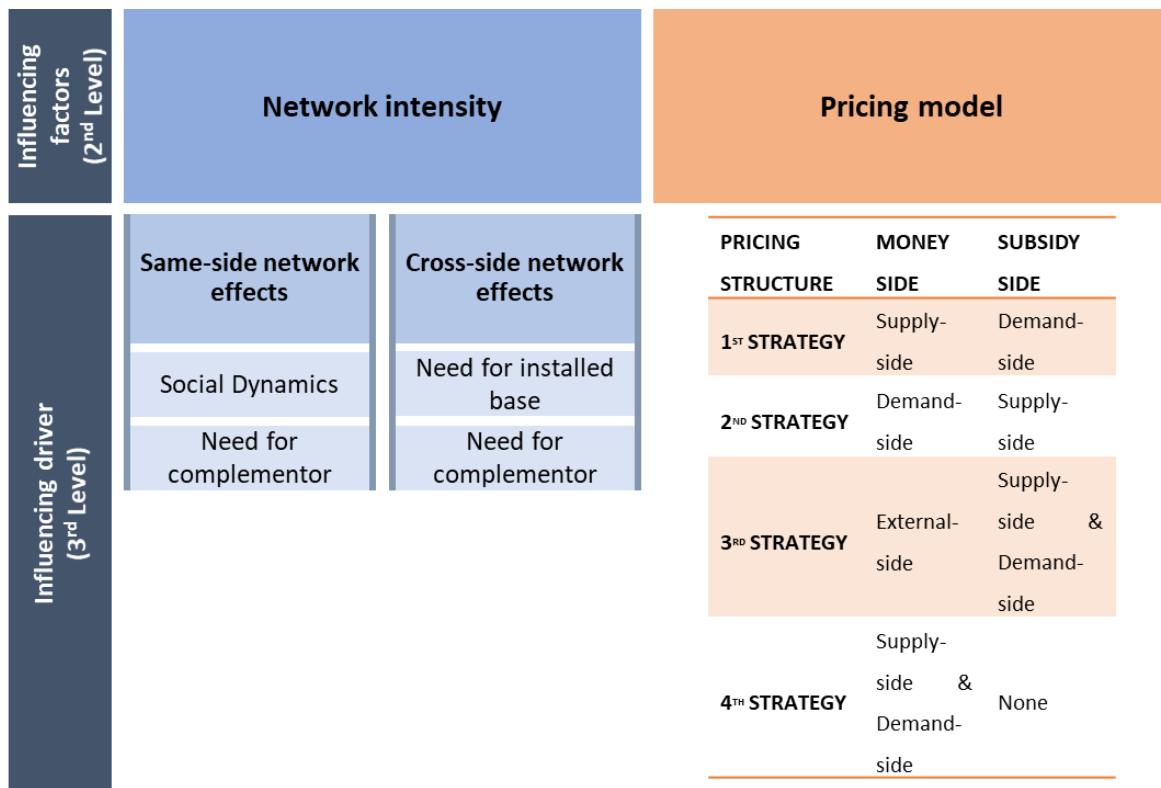 Influencing
factors
(2nd Level)
Network intensity
Pricing model
Influencing driver
(3rd Level)
Same-side network
effects
Social Dynamics
Need for
complementor
Cross-side network
effects
Need for installed
base
Need for
complementor
PRICING
STRUCTURE
MONEY
SIDE
SUBSIDY
SIDE
1ST STRATEGY
Supply-
side
Demand-
side
2ND STRATEGY
Demand-
side
Supply-
side
3RD STRATEGY
External-
side
Supply-
side &
Demand-
side
4TH STRATEGY
Supply-
side &
Demand-
side
None